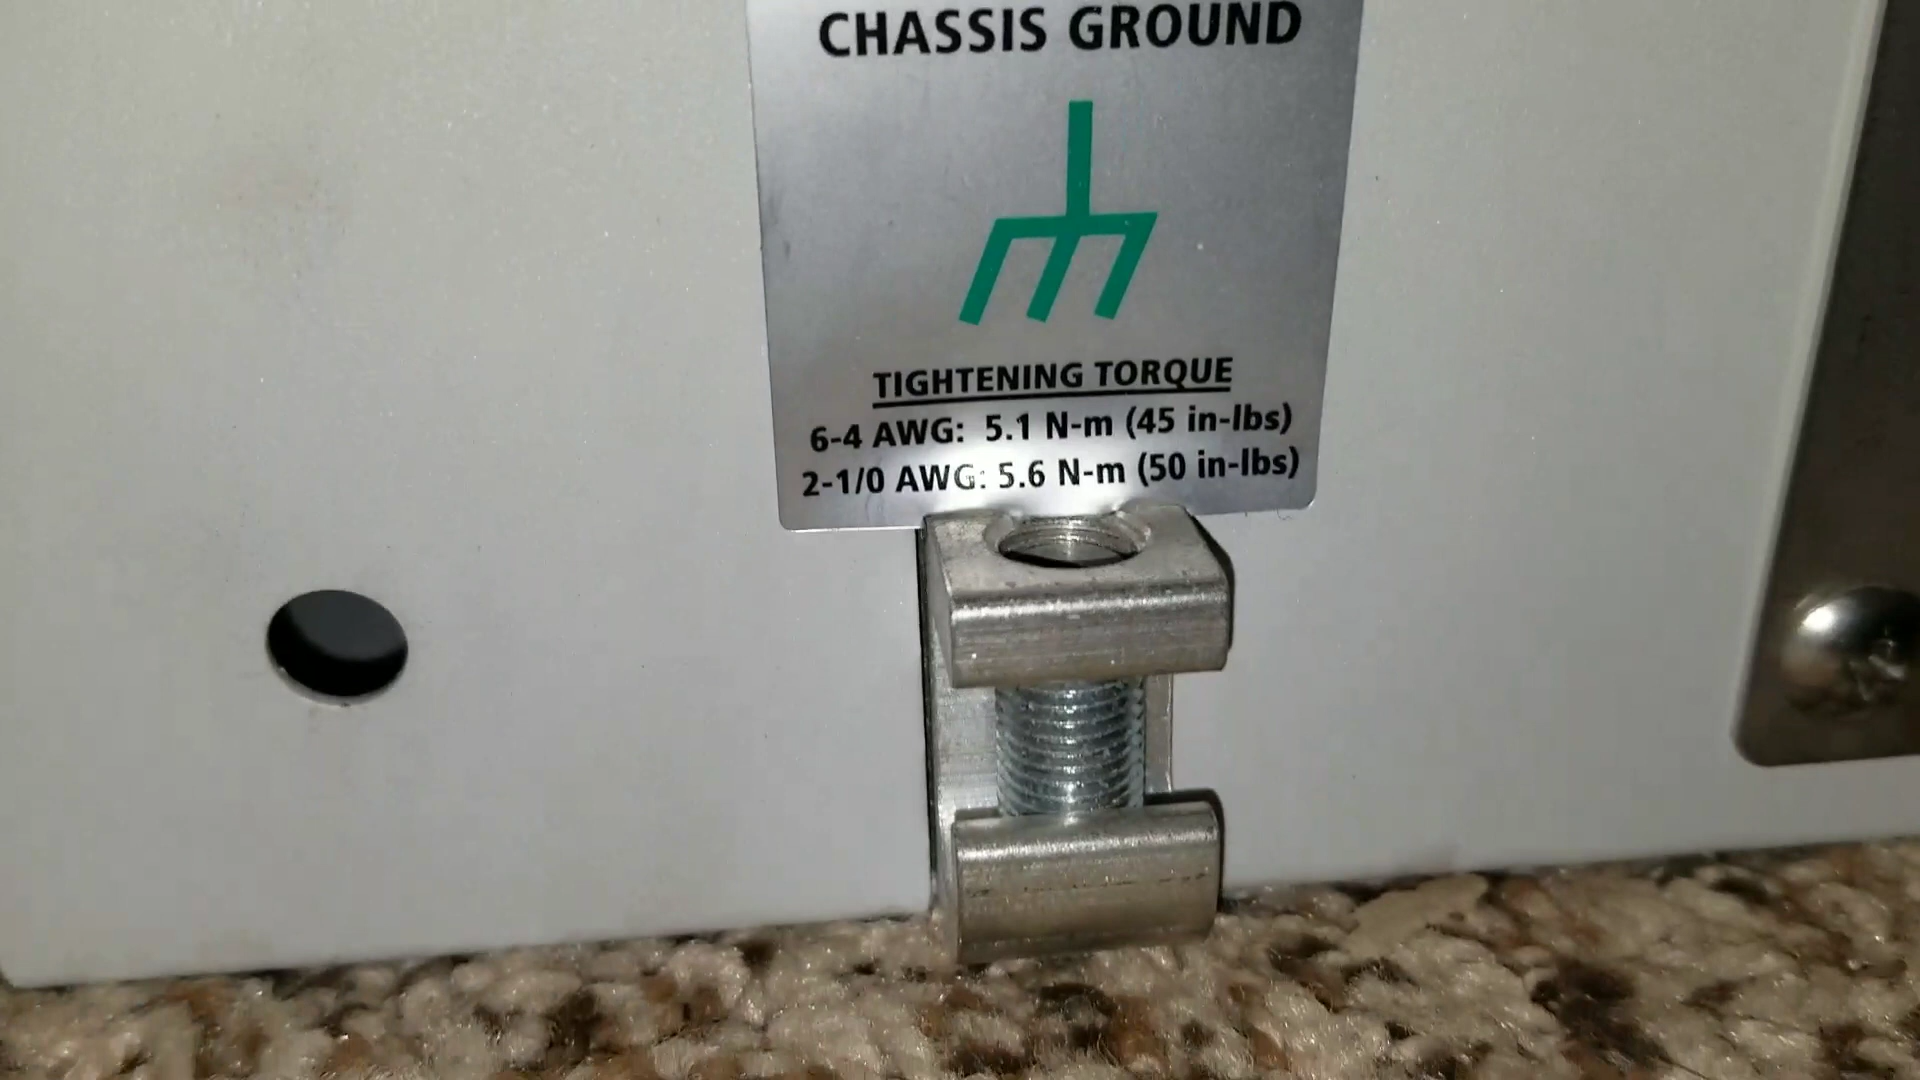 CHASSIS GROUND
TIGHTENING TORQUE
6-4 AWG: 5.1 N-m (45 in-lbs)
2-1/0 AWG: 5.6 N-m (50 in-lbs)